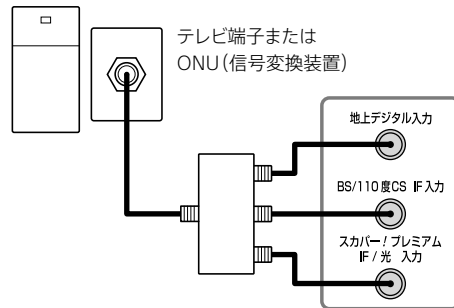 テレビ端子または
ONU(信号変換装置)
地上デジタル入力
BS/110度CS IF入力
スカパー!プレミアム
IF/光 入力